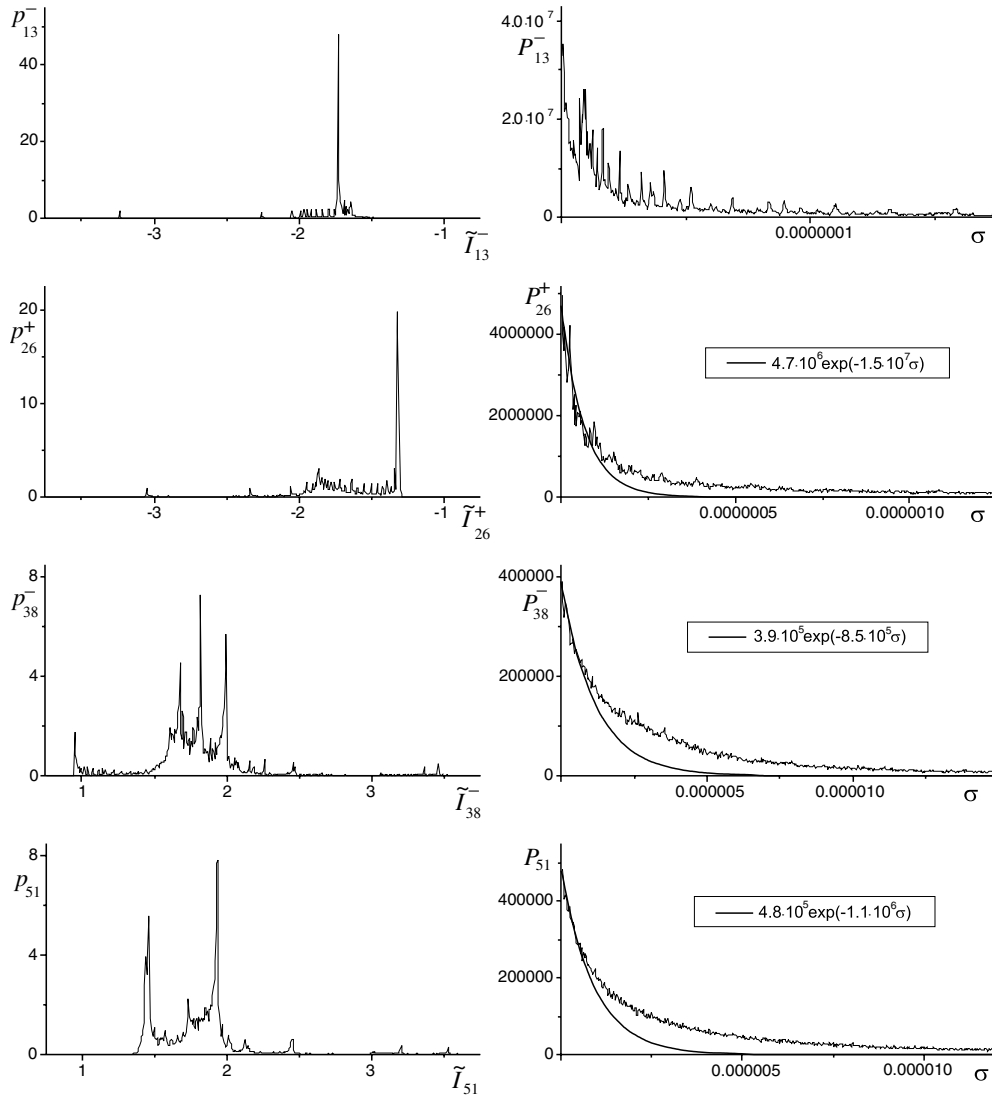 p₁₃⁻
40
20
0
-3 -2 -1
Ĩ₁₃⁻
4.0·10⁷
P₁₃⁻
2.0·10⁷
0
0.0000001 σ
20
p₂₆⁺
10
0
-3 -2 -1
Ĩ₂₆⁺
P₂₆⁺
4000000
2000000
0
4.7·10⁶exp(-1.5·10⁷σ)
0.0000005 0.0000010 σ
8
p₃₈⁻
4
0
1 2 3
Ĩ₃₈⁻
400000
P₃₈⁻
200000
0
3.9·10⁵exp(-8.5·10⁵σ)
0.000005 0.000010 σ
8
p₅₁
4
0
1 2 3
Ĩ₅₁
P₅₁
400000
200000
0
4.8·10⁵exp(-1.1·10⁶σ)
0.000005 0.000010 σ